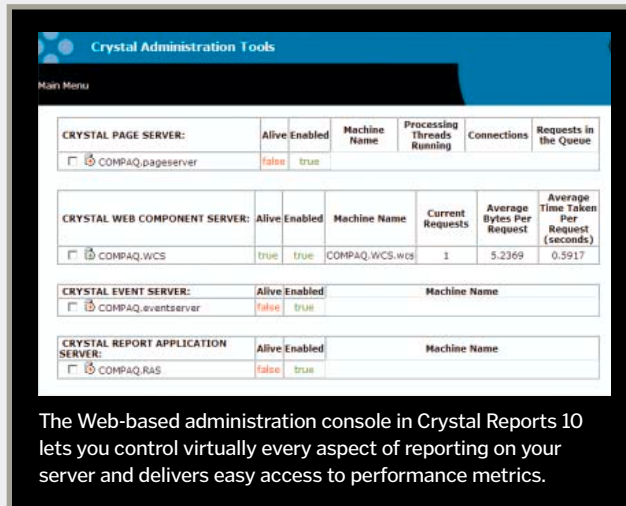 Crystal Administration Tools
Main Menu
CRYSTAL PAGE SERVER: Alive Enabled Machine Name Processing Threads Running Connections Requests in the Queue
COMPAQ.pageserver false true
CRYSTAL WEB COMPONENT SERVER: Alive Enabled Machine Name Current Requests Average Bytes Per Request Average Time Taken Per Request (seconds)
COMPAQ.WCS true true COMPAQ.WCS.wcs 1 5.2369 0.5917
CRYSTAL EVENT SERVER: Alive Enabled Machine Name
COMPAQ.eventserver false true
CRYSTAL REPORT APPLICATION SERVER: Alive Enabled Machine Name
COMPAQ.RAS false true
The Web-based administration console in Crystal Reports 10
lets you control virtually every aspect of reporting on your
server and delivers easy access to performance metrics.